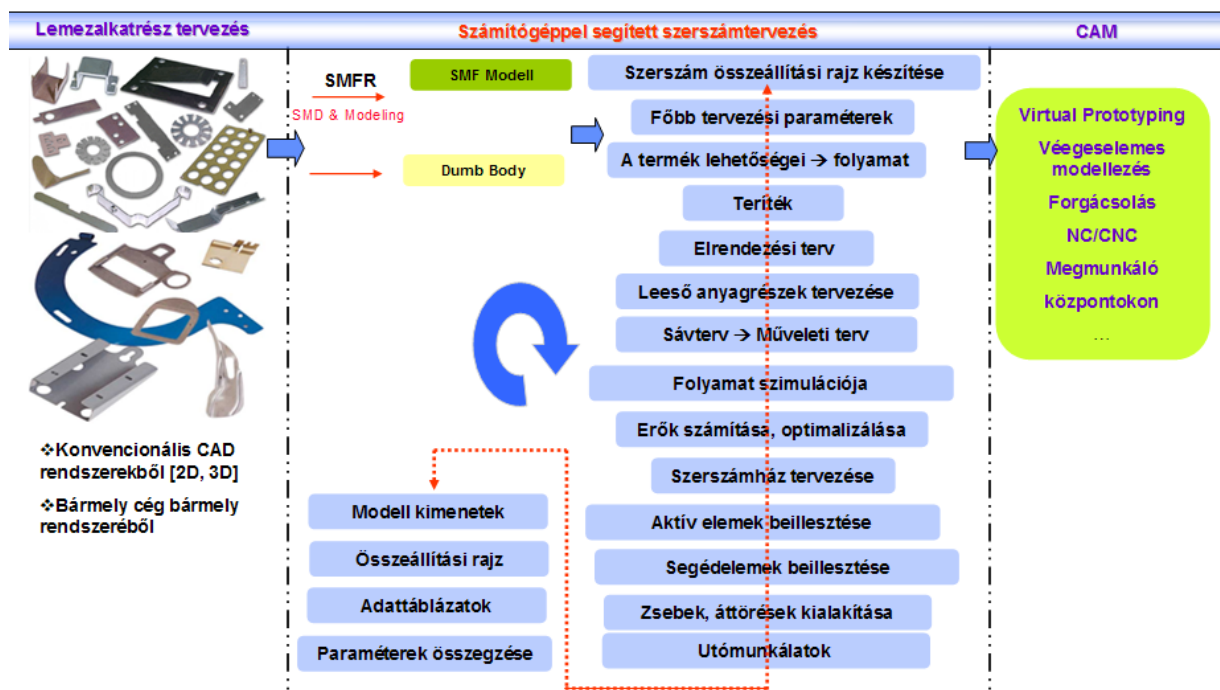 Lemezalkatrész tervezés
Számítógéppel segített szerszámtervezés
CAM
SMFR
SMD & Modeling
SMF Modell
Dumb Body
Szerszám összeállítási rajz készítése
Főbb tervezési paraméterek
A termék lehetőségei → folyamat
Teríték
Elrendezési terv
Leeső anyagrészek tervezése
Sávterv → Műveleti terv
Folyamat szimulációja
Erők számítása, optimalizálása
Szerszámház tervezése
Aktív elemek beillesztése
Segédelemek beillesztése
Zsebek, áttörések kialakítása
Utómunkálatok
Virtual Prototyping
Véegeselemes
modellezés
Forgácsolás
NC/CNC
Megmunkáló
központokon
...
❖Konvencionális CAD
rendszerekből [2D, 3D]
❖Bármely cég bármely
rendszeréből
Modell kimenetek
Összeállítási rajz
Adattáblázatok
Paraméterek összegzése